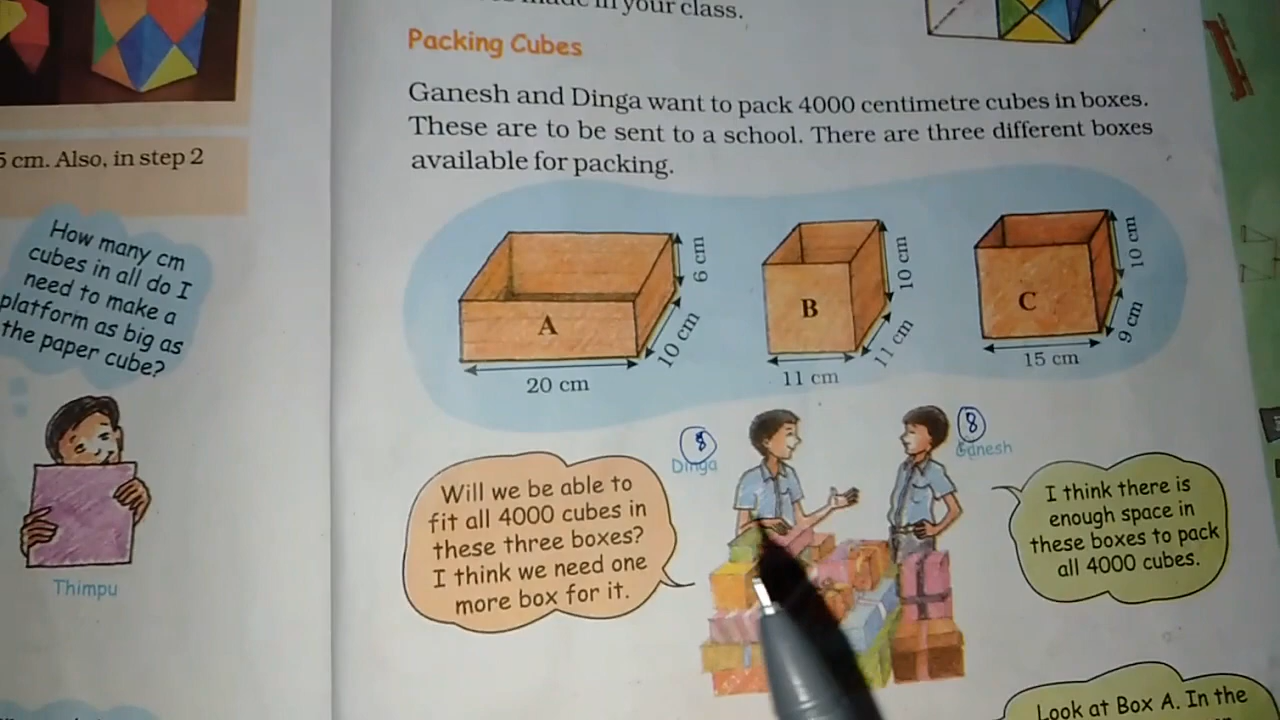 made in your class.
Packing Cubes
Ganesh and Dinga want to pack 4000 centimetre cubes in boxes.
These are to be sent to a school. There are three different boxes
available for packing.
5 cm. Also, in step 2
How many cm
cubes in all do I
need to make a
platform as big as
the paper cube?
Thimpu
A
20 cm
10 cm
6 cm
B
11 cm
11 cm
10 cm
C
15 cm
9 cm
10 cm
8
Dinga
8
Ganesh
Will we be able to
fit all 4000 cubes in
these three boxes?
I think we need one
more box for it.
I think there is
enough space in
these boxes to pack
all 4000 cubes.
Look at Box A. In the